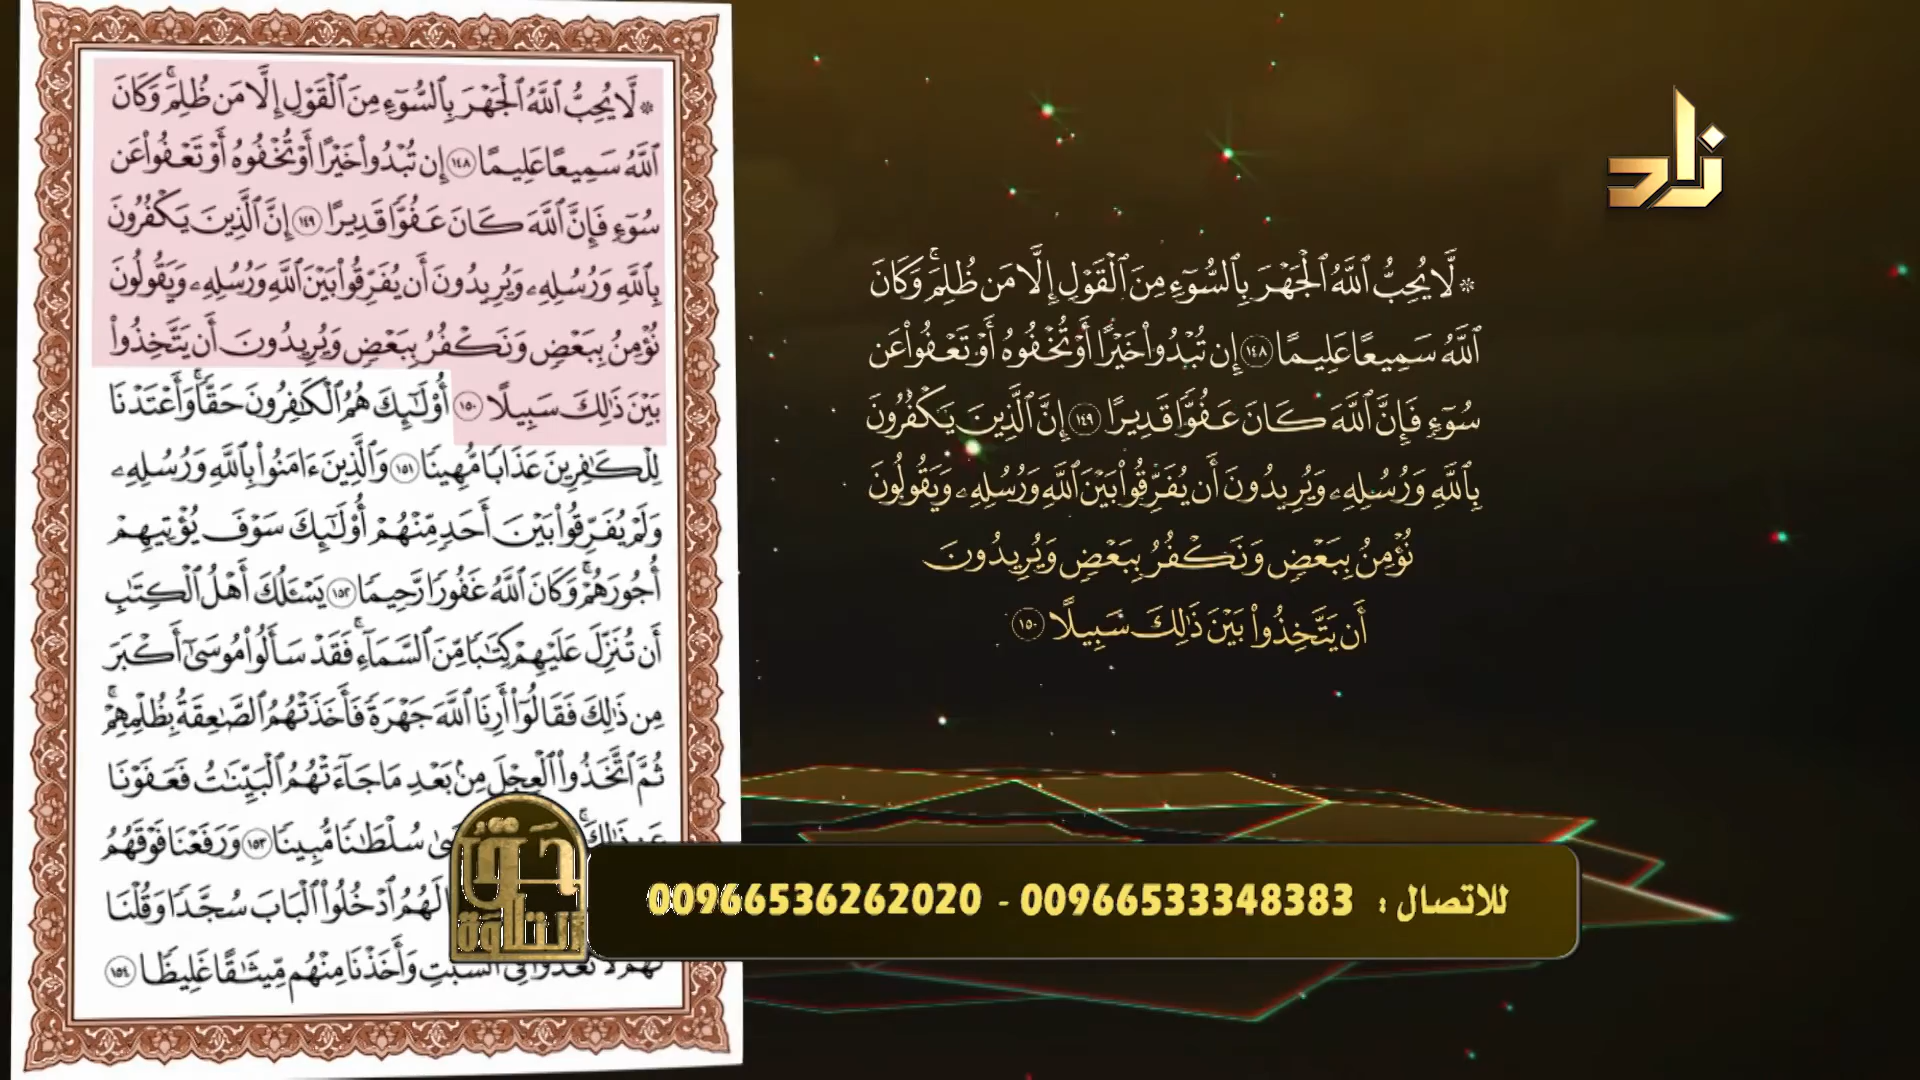 ۞ لَّا يُحِبُّ ٱللَّهُ ٱلْجَهْرَ بِٱلسُّوٓءِ مِنَ ٱلْقَوْلِ إِلَّا مَن ظُلِمَۚ وَكَانَ
ٱللَّهُ سَمِيعًا عَلِيمًا ١٤٨ إِن تُبْدُوا۟ خَيْرًا أَوْ تُخْفُوهُ أَوْ تَعْفُوا۟ عَن
سُوٓءٍ فَإِنَّ ٱللَّهَ كَانَ عَفُوًّا قَدِيرًا ١٤٩ إِنَّ ٱلَّذِينَ يَكْفُرُونَ
بِٱللَّهِ وَرُسُلِهِۦ وَيُرِيدُونَ أَن يُفَرِّقُوا۟ بَيْنَ ٱللَّهِ وَرُسُلِهِۦ وَيَقُولُونَ
نُؤْمِنُ بِبَعْضٍ وَنَكْفُرُ بِبَعْضٍ وَيُرِيدُونَ أَن يَتَّخِذُوا۟
بَيْنَ ذَٰلِكَ سَبِيلًا ١٥٠ أُو۟لَـٰٓئِكَ هُمُ ٱلْكَـٰفِرُونَ حَقًّاۚ وَأَعْتَدْنَا
لِلْكَـٰفِرِينَ عَذَابًا مُّهِينًا ١٥١ وَٱلَّذِينَ ءَامَنُوا۟ بِٱللَّهِ وَرُسُلِهِۦ
وَلَمْ يُفَرِّقُوا۟ بَيْنَ أَحَدٍ مِّنْهُمْ أُو۟لَـٰٓئِكَ سَوْفَ يُؤْتِيهِمْ
أُجُورَهُمْۚ وَكَانَ ٱللَّهُ غَفُورًا رَّحِيمًا ١٥٢ يَسْـَٔلُكَ أَهْلُ ٱلْكِتَـٰبِ
أَن تُنَزِّلَ عَلَيْهِمْ كِتَـٰبًا مِّنَ ٱلسَّمَآءِۚ فَقَدْ سَأَلُوا۟ مُوسَىٰٓ أَكْبَرَ
مِن ذَٰلِكَ فَقَالُوٓا۟ أَرِنَا ٱللَّهَ جَهْرَةً فَأَخَذَتْهُمُ ٱلصَّـٰعِقَةُ بِظُلْمِهِمْۚ
ثُمَّ ٱتَّخَذُوا۟ ٱلْعِجْلَ مِنۢ بَعْدِ مَا جَآءَتْهُمُ ٱلْبَيِّنَـٰتُ فَعَفَوْنَا
عَن ذَٰلِكَۚ سُلْطَـٰنًا مُّبِينًا ١٥٣ وَرَفَعْنَا فَوْقَهُمُ
لَهُمُ ٱدْخُلُوا۟ ٱلْبَابَ سُجَّدًا وَقُلْنَا
لَهُمْ لَا تَعْدُوا۟ فِى ٱلسَّبْتِ وَأَخَذْنَا مِنْهُم مِّيثَـٰقًا غَلِيظًا ١٥٤
زاد
۞ لَّا يُحِبُّ ٱللَّهُ ٱلْجَهْرَ بِٱلسُّوٓءِ مِنَ ٱلْقَوْلِ إِلَّا مَن ظُلِمَۚ وَكَانَ
ٱللَّهُ سَمِيعًا عَلِيمًا ١٤٨ إِن تُبْدُوا۟ خَيْرًا أَوْ تُخْفُوهُ أَوْ تَعْفُوا۟ عَن
سُوٓءٍ فَإِنَّ ٱللَّهَ كَانَ عَفُوًّا قَدِيرًا ١٤٩ إِنَّ ٱلَّذِينَ يَكْفُرُونَ
بِٱللَّهِ وَرُسُلِهِۦ وَيُرِيدُونَ أَن يُفَرِّقُوا۟ بَيْنَ ٱللَّهِ وَرُسُلِهِۦ وَيَقُولُونَ
نُؤْمِنُ بِبَعْضٍ وَنَكْفُرُ بِبَعْضٍ وَيُرِيدُونَ
أَن يَتَّخِذُوا۟ بَيْنَ ذَٰلِكَ سَبِيلًا ١٥٠
حَقَّ
التلاوة
للاتصال : 00966533348383 - 00966536262020